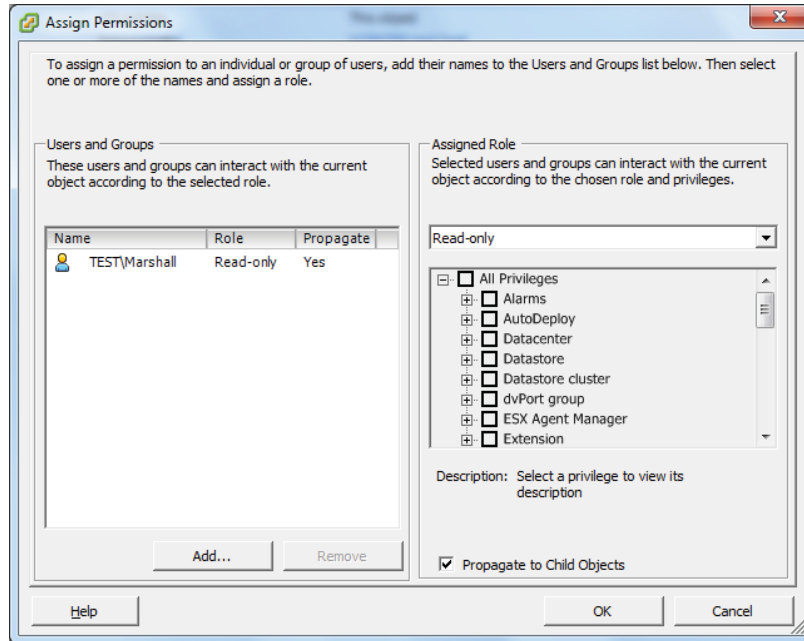 Assign Permissions
To assign a permission to an individual or group of users, add their names to the Users and Groups list below. Then select
one or more of the names and assign a role.
Users and Groups
These users and groups can interact with the current
object according to the selected role.
Name Role Propagate
TEST\Marshall Read-only Yes
Add... Remove
Assigned Role
Selected users and groups can interact with the current
object according to the chosen role and privileges.
Read-only
All Privileges
Alarms
AutoDeploy
Datacenter
Datastore
Datastore cluster
dvPort group
ESX Agent Manager
Extension
Description: Select a privilege to view its
description
Propagate to Child Objects
Help OK Cancel